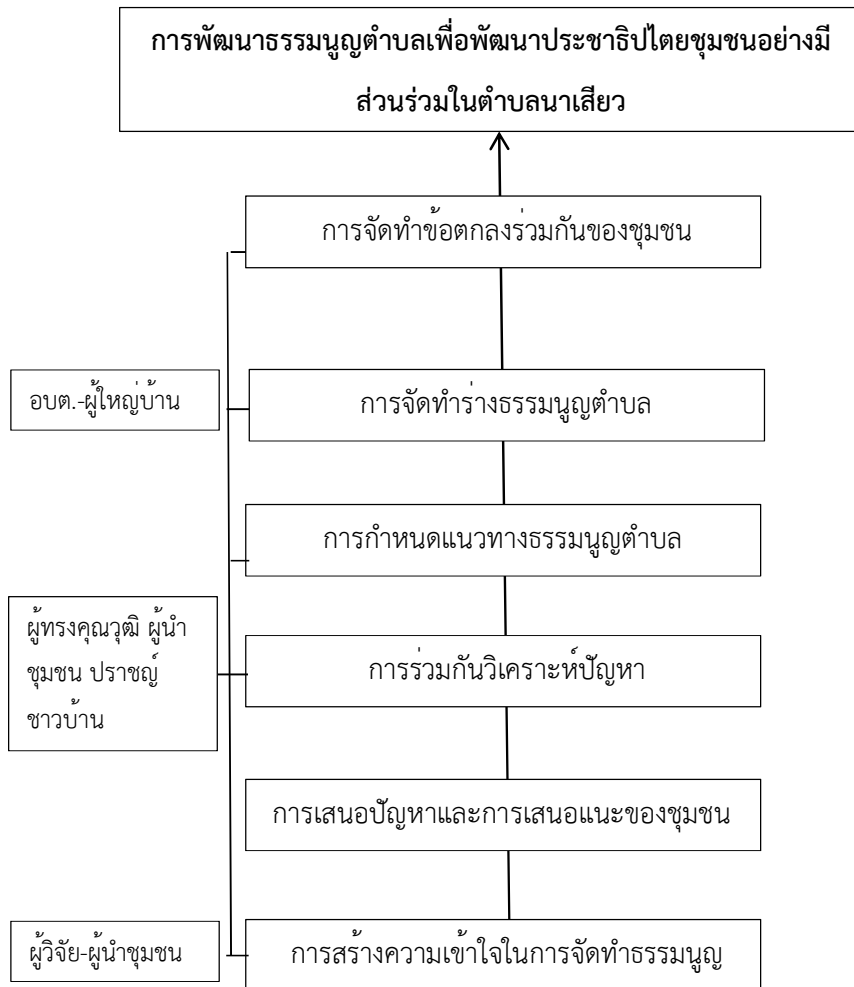 การพัฒนาธรรมนูญตำบลเพื่อพัฒนาประชาธิปไตยชุมชนอย่างมี
ส่วนร่วมในตำบลนาเสียว
การจัดทำข้อตกลงร่วมกันของชุมชน
อบต.-ผู้ใหญ่บ้าน
การจัดทำร่างธรรมนูญตำบล
การกำหนดแนวทางธรรมนูญตำบล
ผู้ทรงคุณวุฒิ ผู้นำ
ชุมชน ปราชญ์
ชาวบ้าน
การร่วมกันวิเคราะห์ปัญหา
การเสนอปัญหาและการเสนอแนะของชุมชน
ผู้วิจัย-ผู้นำชุมชน
การสร้างความเข้าใจในการจัดทำธรรมนูญ